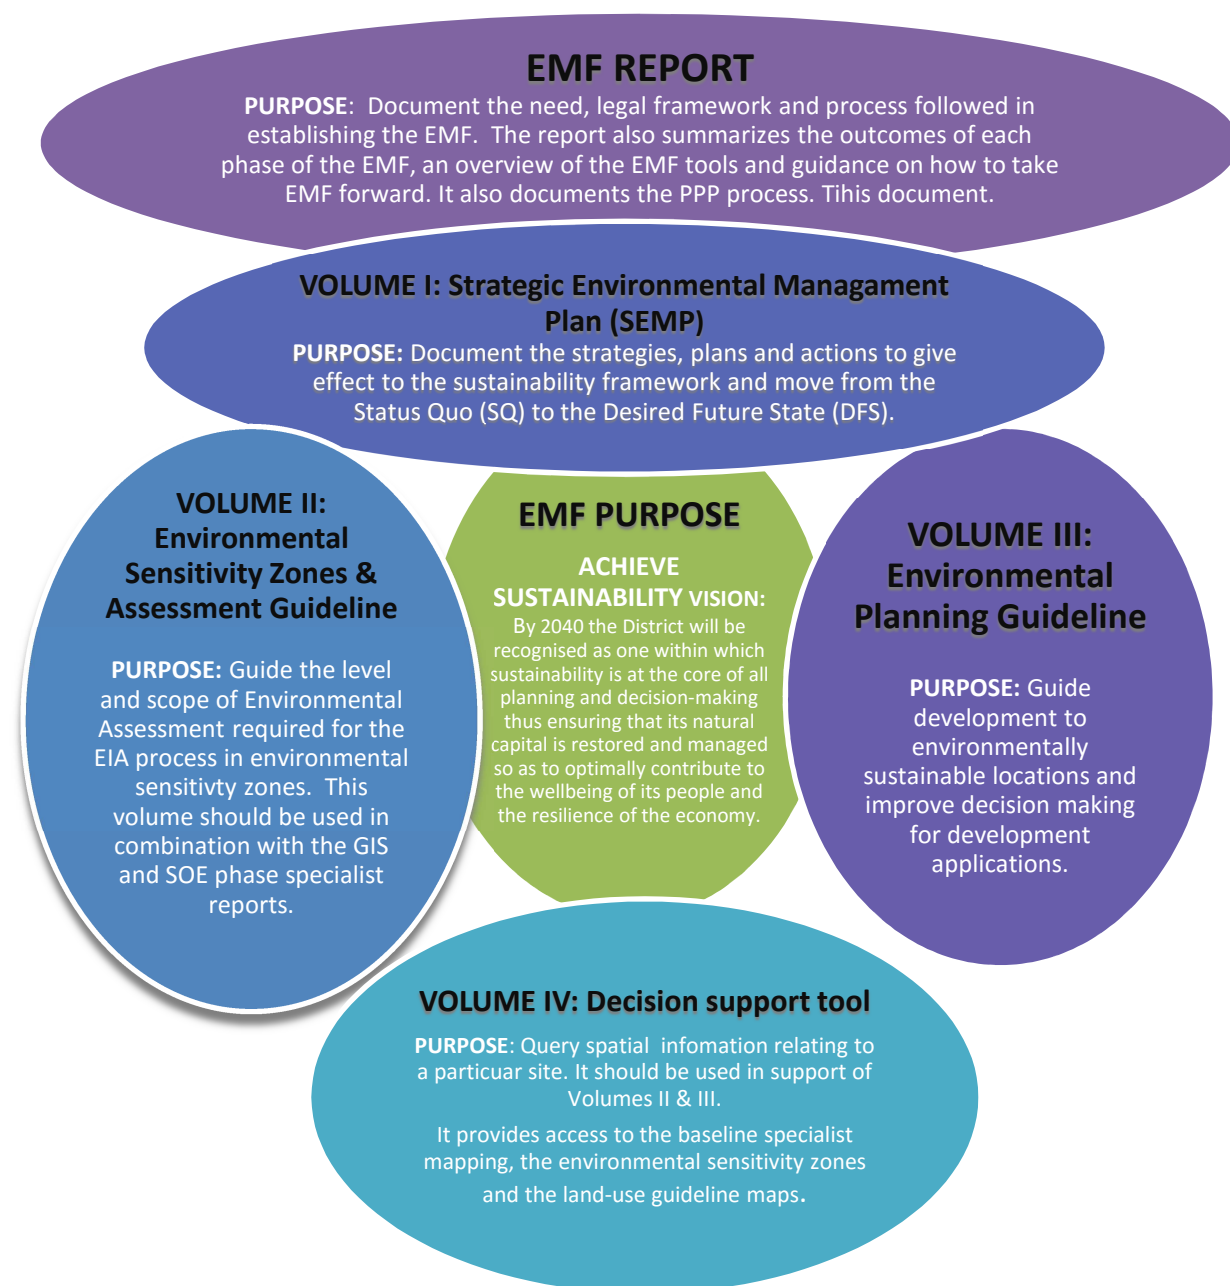 EMF REPORT
PURPOSE: Document the need, legal framework and process followed in
establishing the EMF. The report also summarizes the outcomes of each
phase of the EMF, an overview of the EMF tools and guidance on how to take
EMF forward. It also documents the PPP process. Tihis document.
VOLUME I: Strategic Environmental Managament
Plan (SEMP)
PURPOSE: Document the strategies, plans and actions to give
effect to the sustainability framework and move from the
Status Quo (SQ) to the Desired Future State (DFS).
VOLUME II:
Environmental
Sensitivity Zones &
Assessment Guideline
PURPOSE: Guide the level
and scope of Environmental
Assessment required for the
EIA process in environmental
sensitivty zones. This
volume should be used in
combination with the GIS
and SOE phase specialist
reports.
EMF PURPOSE
ACHIEVE
SUSTAINABILITY VISION:
By 2040 the District will be
recognised as one within which
sustainability is at the core of all
planning and decision-making
thus ensuring that its natural
capital is restored and managed
so as to optimally contribute to
the wellbeing of its people and
the resilience of the economy.
VOLUME III:
Environmental
Planning Guideline
PURPOSE: Guide
development to
environmentally
sustainable locations and
improve decision making
for development
applications.
VOLUME IV: Decision support tool
PURPOSE: Query spatial infomation relating to
a particuar site. It should be used in support of
Volumes II & III.
It provides access to the baseline specialist
mapping, the environmental sensitivity zones
and the land-use guideline maps.